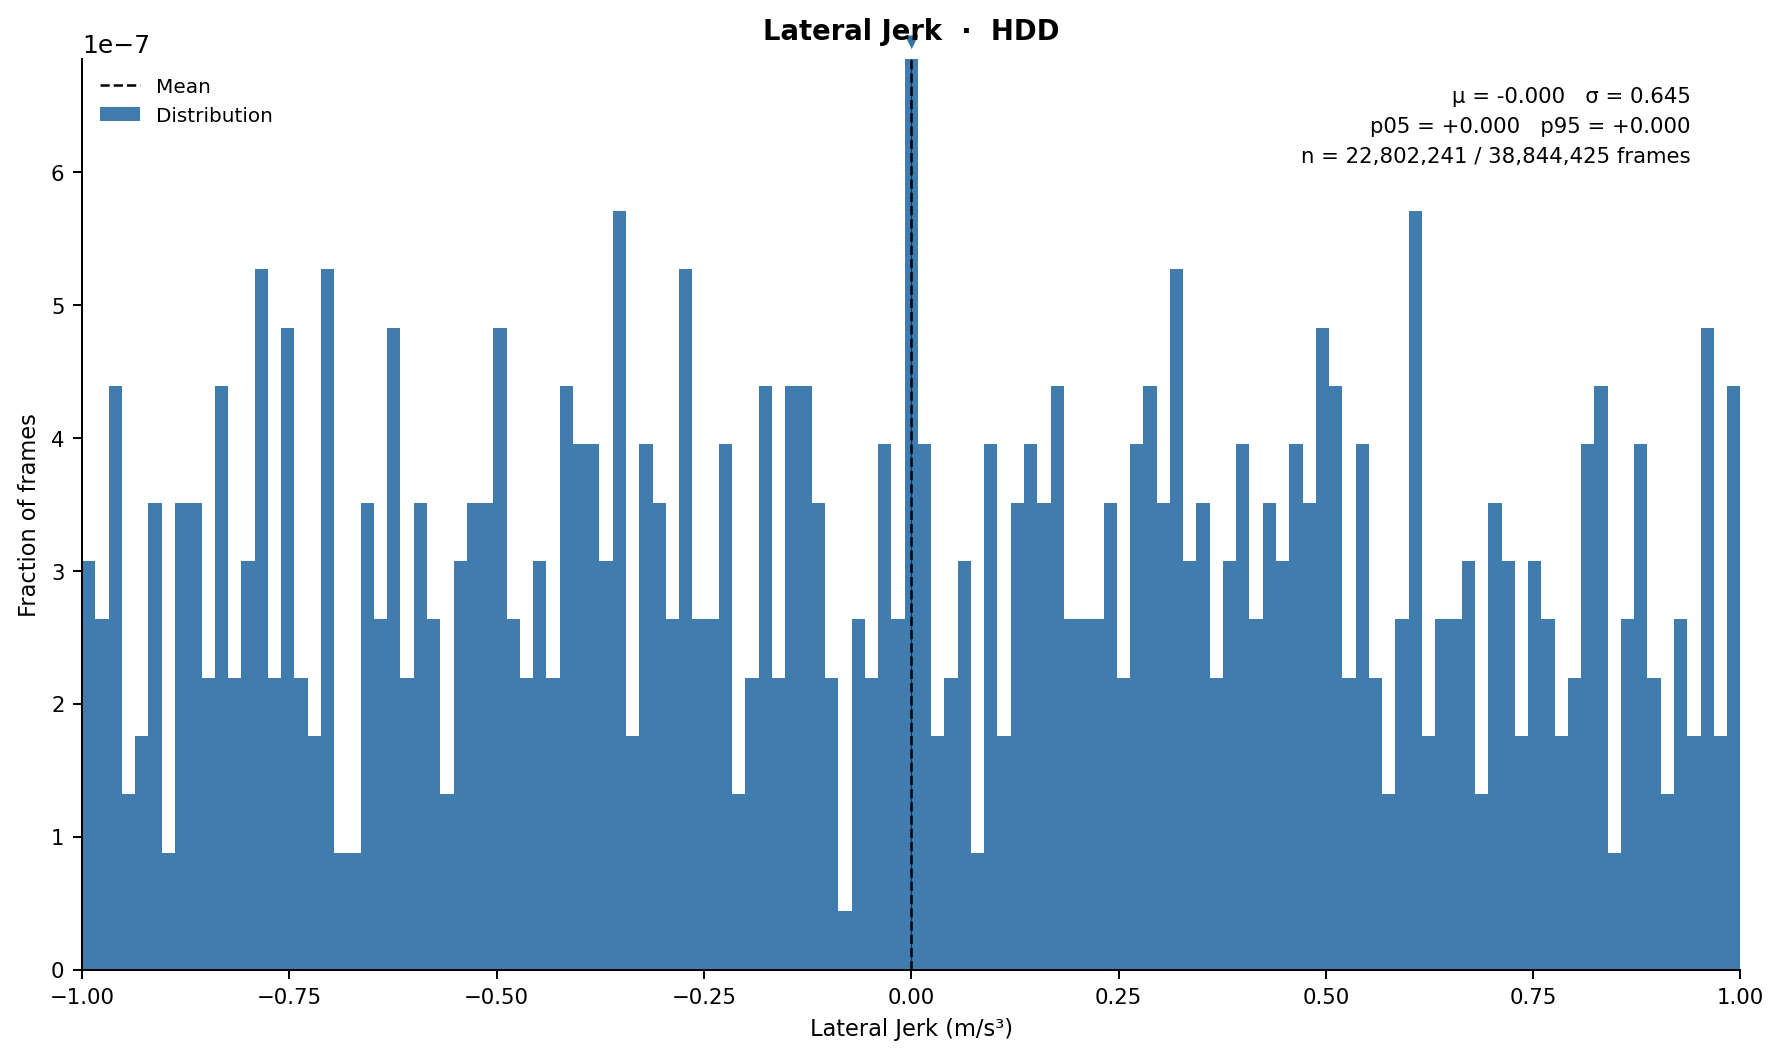 Lateral Jerk · HDD
1e−7
Mean
Distribution
μ = -0.000 σ = 0.645
p05 = +0.000 p95 = +0.000
n = 22,802,241 / 38,844,425 frames
6
5
4
3
2
1
0
Fraction of frames
−1.00 −0.75 −0.50 −0.25 0.00 0.25 0.50 0.75 1.00
Lateral Jerk (m/s³)